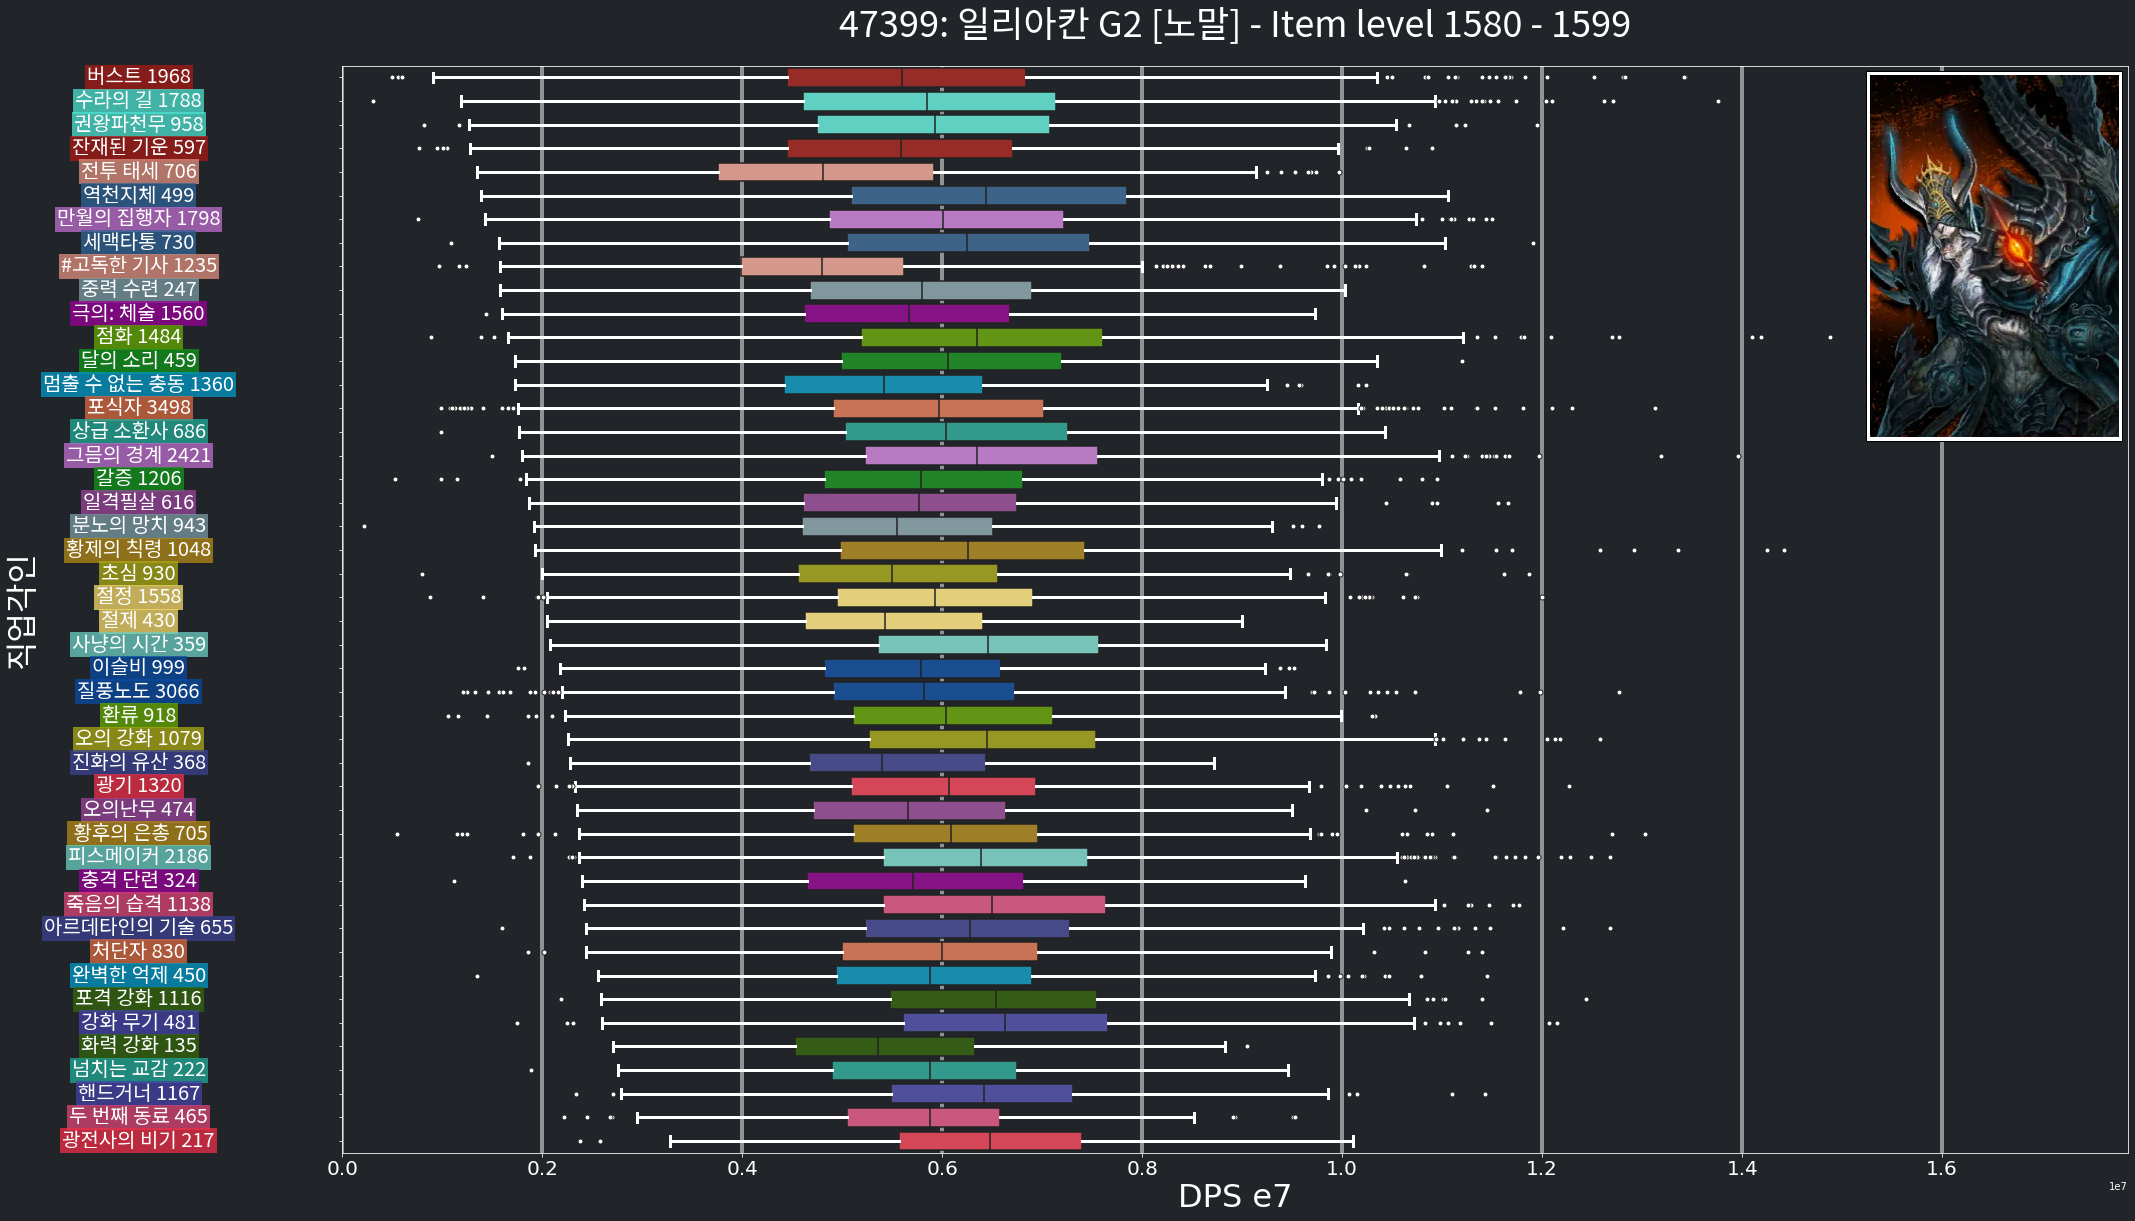 47399: 일리아칸 G2 [노말] - Item level 1580 - 1599
직업각인
버스트 1968
수라의 길 1788
권왕파천무 958
잔재된 기운 597
전투 태세 706
역천지체 499
만월의 집행자 1798
세맥타통 730
#고독한 기사 1235
중력 수련 247
극의: 체술 1560
점화 1484
달의 소리 459
멈출 수 없는 충동 1360
포식자 3498
상급 소환사 686
그믐의 경계 2421
갈증 1206
일격필살 616
분노의 망치 943
황제의 칙령 1048
초심 930
절정 1558
절제 430
사냥의 시간 359
이슬비 999
질풍노도 3066
환류 918
오의 강화 1079
진화의 유산 368
광기 1320
오의난무 474
황후의 은총 705
피스메이커 2186
충격 단련 324
죽음의 습격 1138
아르데타인의 기술 655
처단자 830
완벽한 억제 450
포격 강화 1116
강화 무기 481
화력 강화 135
넘치는 교감 222
핸드거너 1167
두 번째 동료 465
광전사의 비기 217
0.0 0.2 0.4 0.6 0.8 1.0 1.2 1.4 1.6
1e7
DPS e7